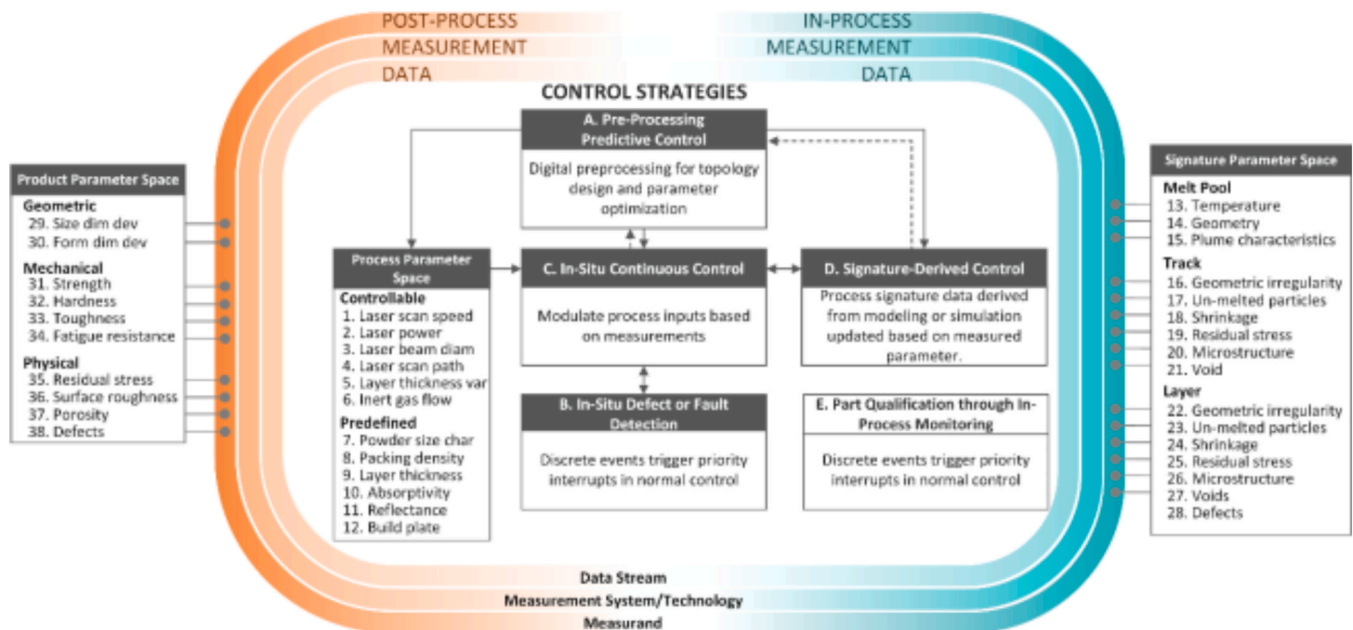 POST-PROCESS
MEASUREMENT
DATA
IN-PROCESS
MEASUREMENT
DATA
CONTROL STRATEGIES
A. Pre-Processing
Predictive Control
Digital preprocessing for topology
design and parameter
optimization
Product Parameter Space
Geometric
29. Size dim dev
30. Form dim dev
Mechanical
31. Strength
32. Hardness
33. Toughness
34. Fatigue resistance
Physical
35. Residual stress
36. Surface roughness
37. Porosity
38. Defects
Process Parameter
Space
Controllable
1. Laser scan speed
2. Laser power
3. Laser beam diam
4. Laser scan path
5. Layer thickness var
6. Inert gas flow
Predefined
7. Powder size char
8. Packing density
9. Layer thickness
10. Absorptivity
11. Reflectance
12. Build plate
C. In-Situ Continuous Control
Modulate process inputs based
on measurements
D. Signature-Derived Control
Process signature data derived
from modeling or simulation
updated based on measured
parameter.
B. In-Situ Defect or Fault
Detection
Discrete events trigger priority
interrupts in normal control
E. Part Qualification through In-
Process Monitoring
Discrete events trigger priority
interrupts in normal control
Signature Parameter Space
Melt Pool
13. Temperature
14. Geometry
15. Plume characteristics
Track
16. Geometric irregularity
17. Un-melted particles
18. Shrinkage
19. Residual stress
20. Microstructure
21. Void
Layer
22. Geometric irregularity
23. Un-melted particles
24. Shrinkage
25. Residual stress
26. Microstructure
27. Voids
28. Defects
Data Stream
Measurement System/Technology
Measurand